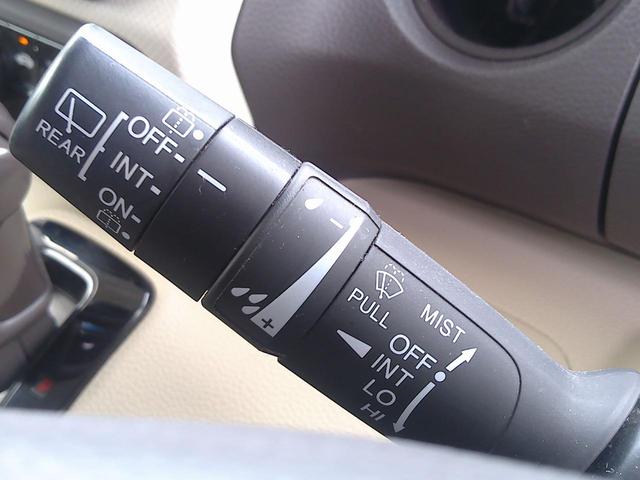 REAR
OFF-
INT-
ON-
-
+
PULL
MIST
OFF
INT
LO
HI